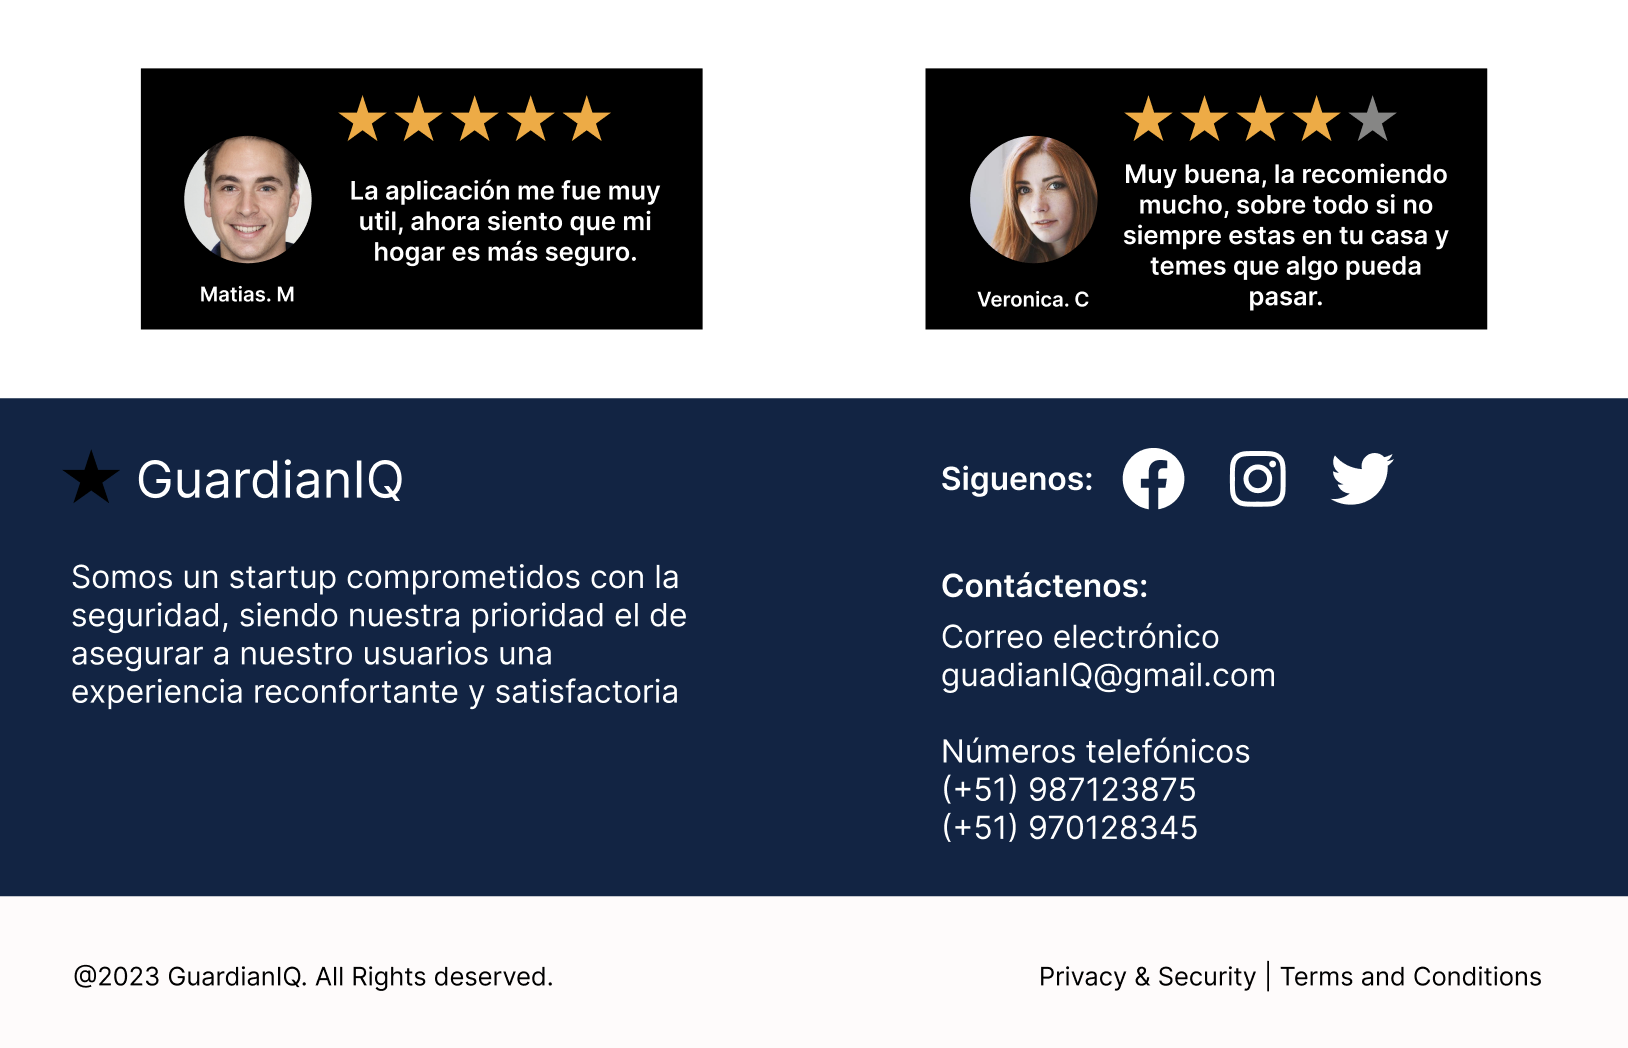 La aplicación me fue muy
util, ahora siento que mi
hogar es más seguro.
Matias. M
Muy buena, la recomiendo
mucho, sobre todo si no
siempre estas en tu casa y
temes que algo pueda
pasar.
Veronica. C
GuardianIQ
Somos un startup comprometidos con la
seguridad, siendo nuestra prioridad el de
asegurar a nuestro usuarios una
experiencia reconfortante y satisfactoria
Siguenos:
Contáctenos:
Correo electrónico
guadianIQ@gmail.com
Números telefónicos
(+51) 987123875
(+51) 970128345
@2023 GuardianIQ. All Rights deserved.
Privacy & Security | Terms and Conditions